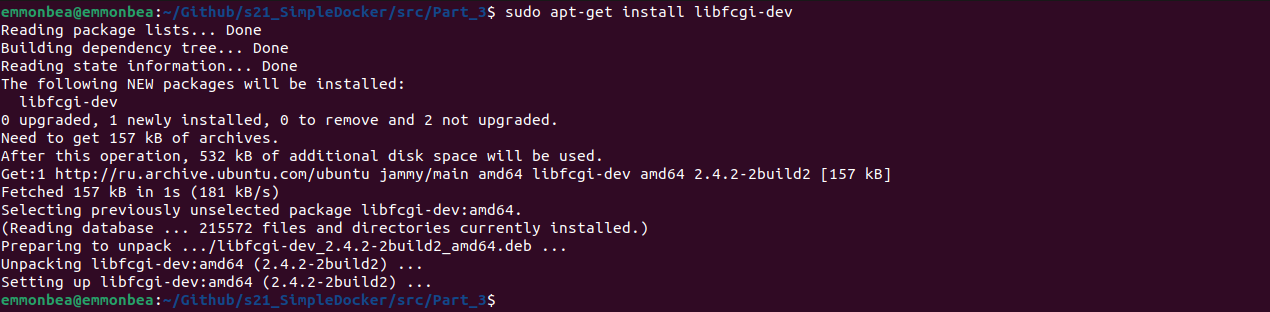 emmonbea@emmonbea:~/Github/s21_SimpleDocker/src/Part_3$ sudo apt-get install libfcgi-dev
Reading package lists... Done
Building dependency tree... Done
Reading state information... Done
The following NEW packages will be installed:
  libfcgi-dev
0 upgraded, 1 newly installed, 0 to remove and 2 not upgraded.
Need to get 157 kB of archives.
After this operation, 532 kB of additional disk space will be used.
Get:1 http://ru.archive.ubuntu.com/ubuntu jammy/main amd64 libfcgi-dev amd64 2.4.2-2build2 [157 kB]
Fetched 157 kB in 1s (181 kB/s)
Selecting previously unselected package libfcgi-dev:amd64.
(Reading database ... 215572 files and directories currently installed.)
Preparing to unpack .../libfcgi-dev_2.4.2-2build2_amd64.deb ...
Unpacking libfcgi-dev:amd64 (2.4.2-2build2) ...
Setting up libfcgi-dev:amd64 (2.4.2-2build2) ...
emmonbea@emmonbea:~/Github/s21_SimpleDocker/src/Part_3$